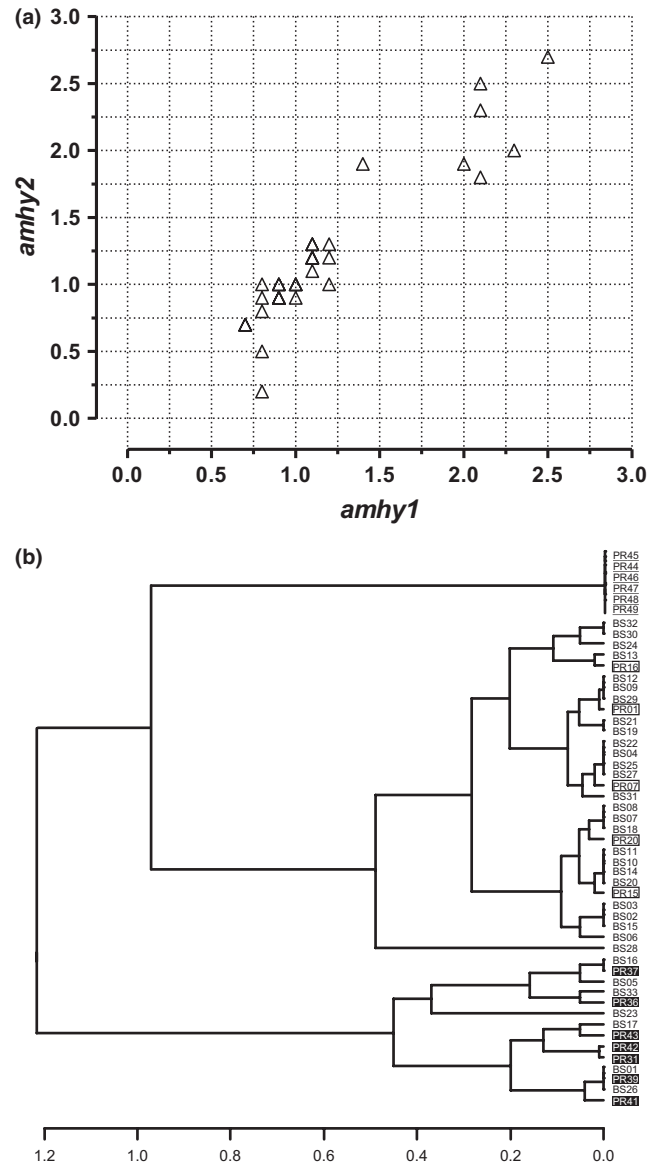 (a)
3.0
2.5
2.0
1.5
1.0
0.5
0.0
amhy2
0.0 0.5 1.0 1.5 2.0 2.5 3.0
amhy1
(b)
PR45
PR44
PR46
PR47
PR48
PR49
BS32
BS30
BS24
BS13
PR16
BS12
BS09
BS29
PR01
BS21
BS19
BS22
BS04
BS25
BS27
PR07
BS31
BS08
BS07
BS18
PR20
BS11
BS10
BS14
BS20
PR15
BS03
BS02
BS15
BS06
BS28
BS16
PR37
BS05
BS33
PR36
BS23
BS17
PR43
PR42
PR31
BS01
PR39
BS26
PR41
1.2 1.0 0.8 0.6 0.4 0.2 0.0